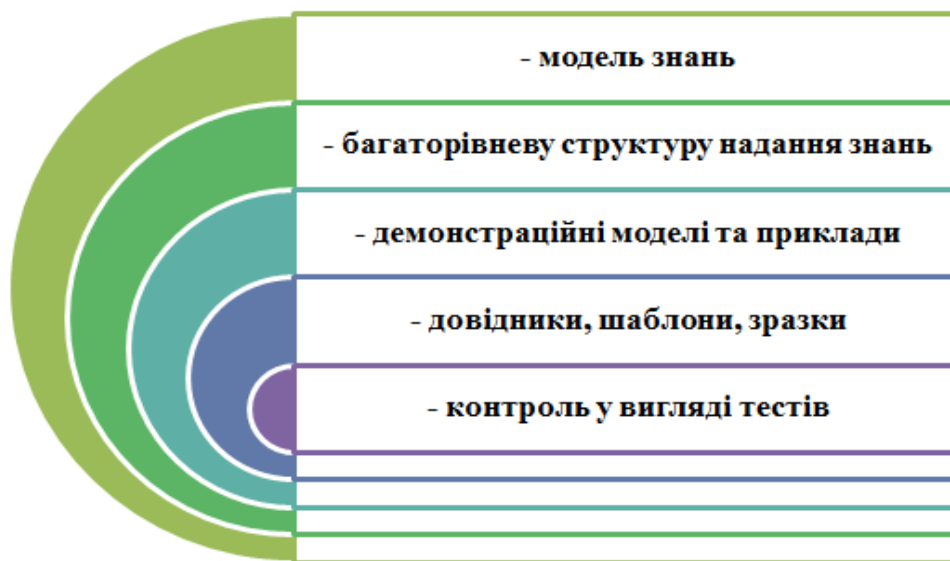 - модель знань
- багаторівневу структуру надання знань
- демонстраційні моделі та приклади
- довідники, шаблони, зразки
- контроль у вигляді тестів